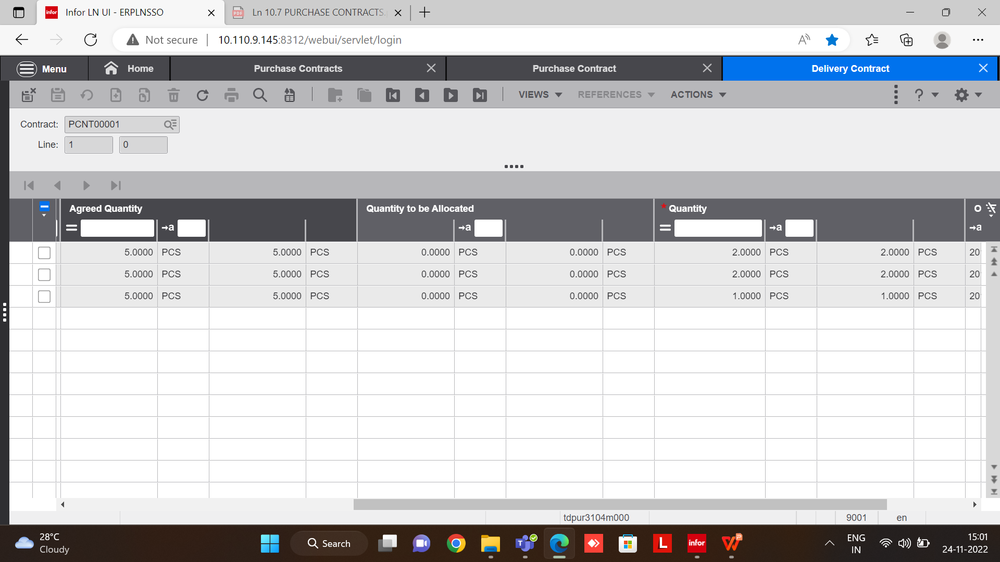 infor Infor LN UI - ERPLNSSO
PDF Ln 10.7 PURCHASE CONTRACTS.
Not secure 10.110.9.145:8312/webui/servlet/login
Menu Home Purchase Contracts Purchase Contract Delivery Contract
VIEWS REFERENCES ACTIONS ?
Contract: PCNT00001
Line: 1 0
Agreed Quantity Quantity to be Allocated * Quantity O
= →a →a = →a →a
5.0000 PCS 5.0000 PCS 0.0000 PCS 0.0000 PCS 2.0000 PCS 2.0000 PCS 20
5.0000 PCS 5.0000 PCS 0.0000 PCS 0.0000 PCS 2.0000 PCS 2.0000 PCS 20
5.0000 PCS 5.0000 PCS 0.0000 PCS 0.0000 PCS 1.0000 PCS 1.0000 PCS 20
tdpur3104m000 9001 en
28°C
Cloudy
Search
L
infor
ENG
IN
15:01
24-11-2022